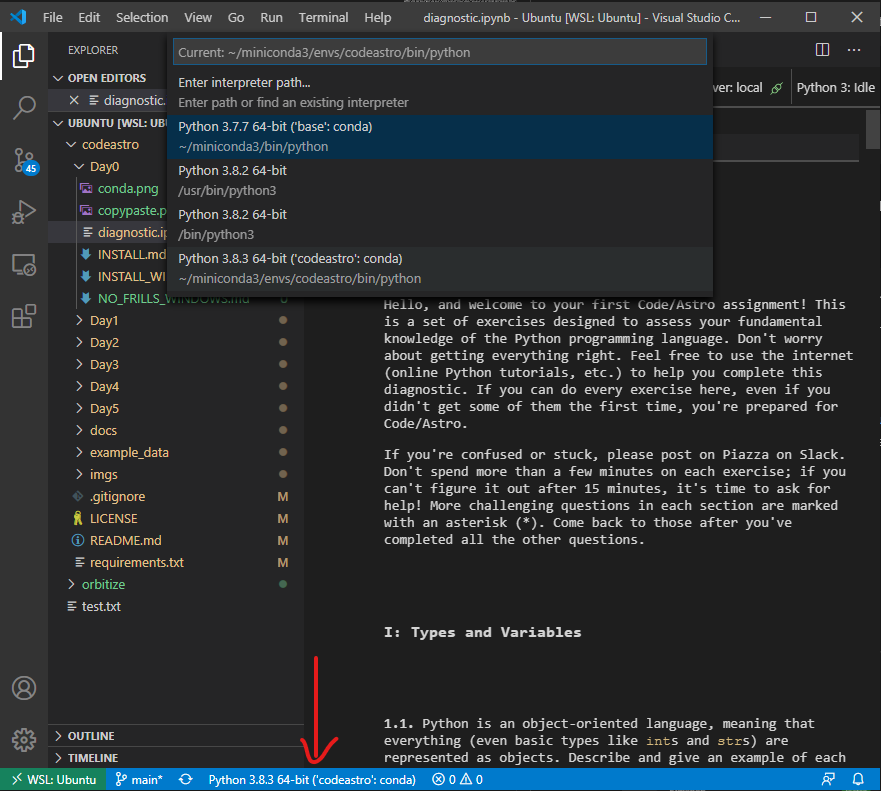 File Edit Selection View Go Run Terminal Help diagnostic.ipynb - Ubuntu [WSL: Ubuntu] - Visual Studio C...
EXPLORER
Current: ~/miniconda3/envs/codeastro/bin/python
OPEN EDITORS
Enter interpreter path...
Enter path or find an existing interpreter
diagnostic.
ver: local Python 3: Idle
UBUNTU [WSL: UBU
Python 3.7.7 64-bit ('base': conda)
~/miniconda3/bin/python
codeastro
Day0
Python 3.8.2 64-bit
/usr/bin/python3
45
conda.png
copypaste.p
Python 3.8.2 64-bit
/bin/python3
diagnostic.ip
INSTALL.md
Python 3.8.3 64-bit ('codeastro': conda)
~/miniconda3/envs/codeastro/bin/python
INSTALL_WI
NO_FRILLS_WINDOWS.md U
Day1
Day2
Day3
Day4
Day5
docs
example_data
imgs
.gitignore M
LICENSE M
README.md M
requirements.txt M
orbitize
test.txt
Hello, and welcome to your first Code/Astro assignment! This
is a set of exercises designed to assess your fundamental
knowledge of the Python programming language. Don't worry
about getting everything right. Feel free to use the internet
(online Python tutorials, etc.) to help you complete this
diagnostic. If you can do every exercise here, even if you
didn't get some of them the first time, you're prepared for
Code/Astro.
If you're confused or stuck, please post on Piazza on Slack.
Don't spend more than a few minutes on each exercise; if you
can't figure it out after 15 minutes, it's time to ask for
help! More challenging questions in each section are marked
with an asterisk (*). Come back to those after you've
completed all the other questions.
I: Types and Variables
1.1. Python is an object-oriented language, meaning that
everything (even basic types like ints and strs) are
represented as objects. Describe and give an example of each
OUTLINE
TIMELINE
WSL: Ubuntu main* Python 3.8.3 64-bit ('codeastro': conda) 0 0